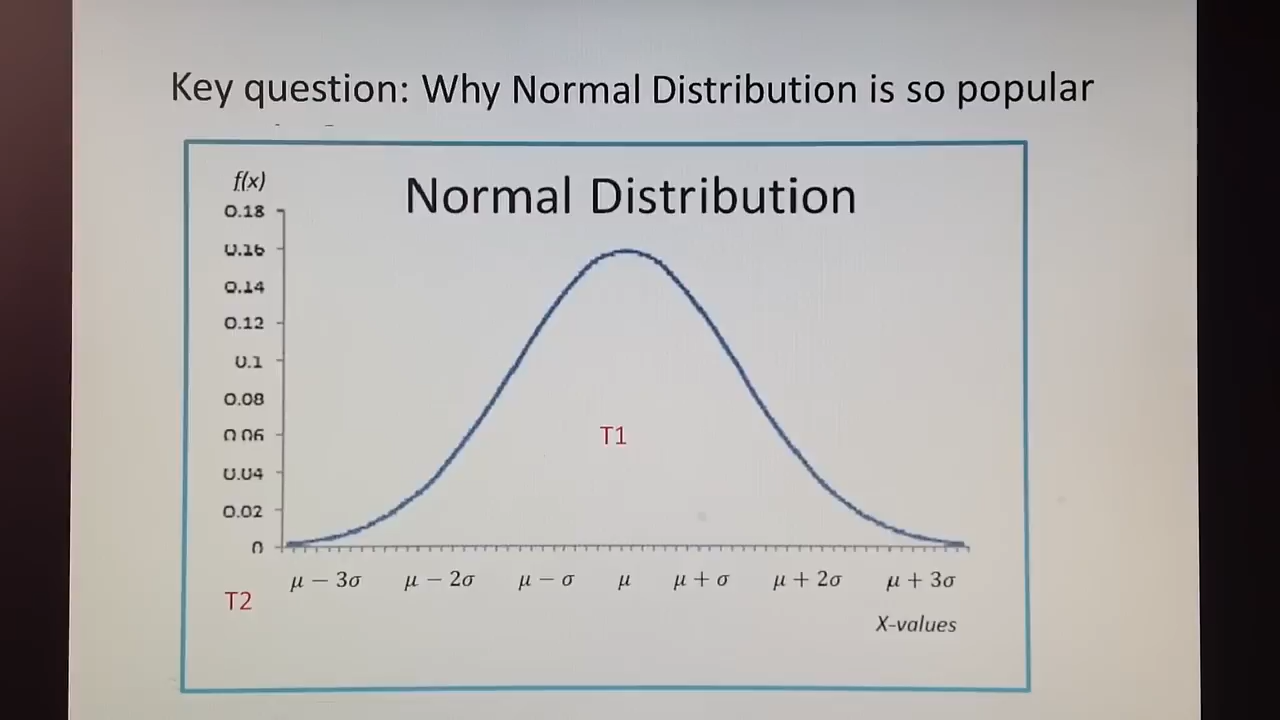 Key question: Why Normal Distribution is so popular
Normal Distribution
f(x)
0.18
0.16
0.14
0.12
0.1
0.08
0.06
0.04
0.02
0
T1
μ − 3σ μ − 2σ μ − σ μ μ + σ μ + 2σ μ + 3σ
T2
X-values